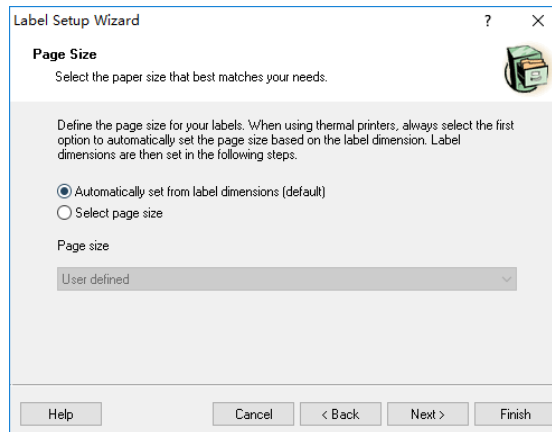 Label Setup Wizard
?
Page Size
Select the paper size that best matches your needs.
Define the page size for your labels. When using thermal printers, always select the first
option to automatically set the page size based on the label dimension. Label
dimensions are then set in the following steps.
Automatically set from label dimensions (default)
Select page size
Page size
User defined
Help Cancel < Back Next > Finish